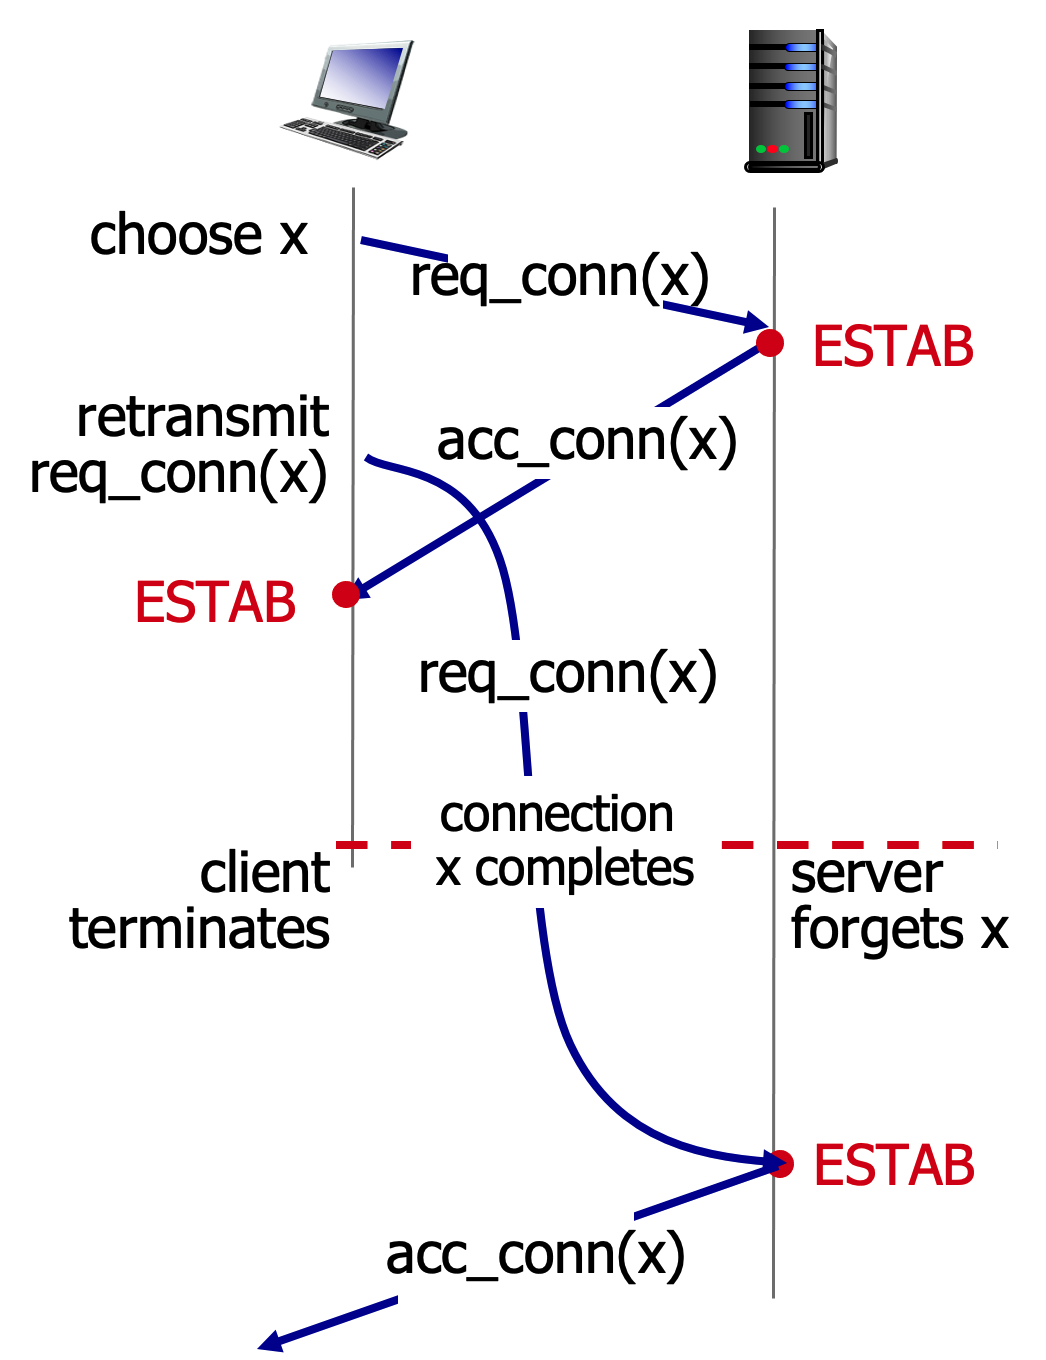 choose x
req_conn(x)
ESTAB
retransmit
req_conn(x)
acc_conn(x)
ESTAB
req_conn(x)
connection
x completes
client
terminates
server
forgets x
ESTAB
acc_conn(x)